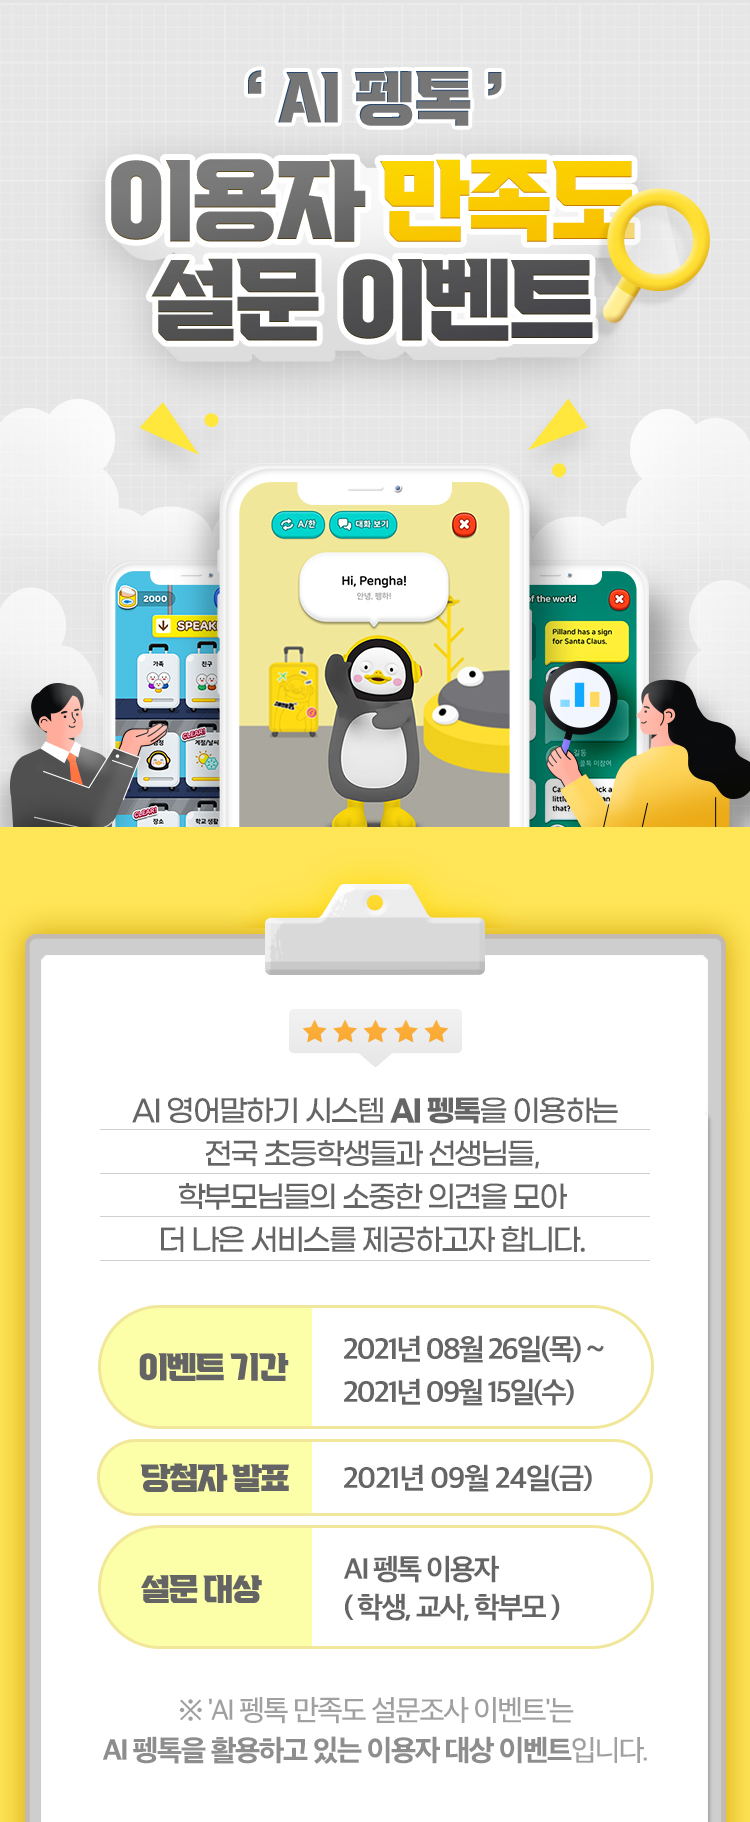 ‘ AI 펭톡 ’
이용자 만족도
설문 이벤트
A/한
대화 보기
Hi, Pengha!
안녕, 펭하!
2000
SPEAK
가족
친구
감정
CLEAR!
계절/날씨
CLEAR!
장소
학교 생활
of the world
Pilland has a sign
for Santa Claus.
길동
클톡 미참여
that?
AI 영어말하기 시스템 AI 펭톡을 이용하는
전국 초등학생들과 선생님들,
학부모님들의 소중한 의견을 모아
더 나은 서비스를 제공하고자 합니다.
이벤트 기간
2021년 08월 26일(목) ~
2021년 09월 15일(수)
당첨자 발표
2021년 09월 24일(금)
설문 대상
AI 펭톡 이용자
( 학생, 교사, 학부모 )
※ 'AI 펭톡 만족도 설문조사 이벤트'는
AI 펭톡을 활용하고 있는 이용자 대상 이벤트입니다.